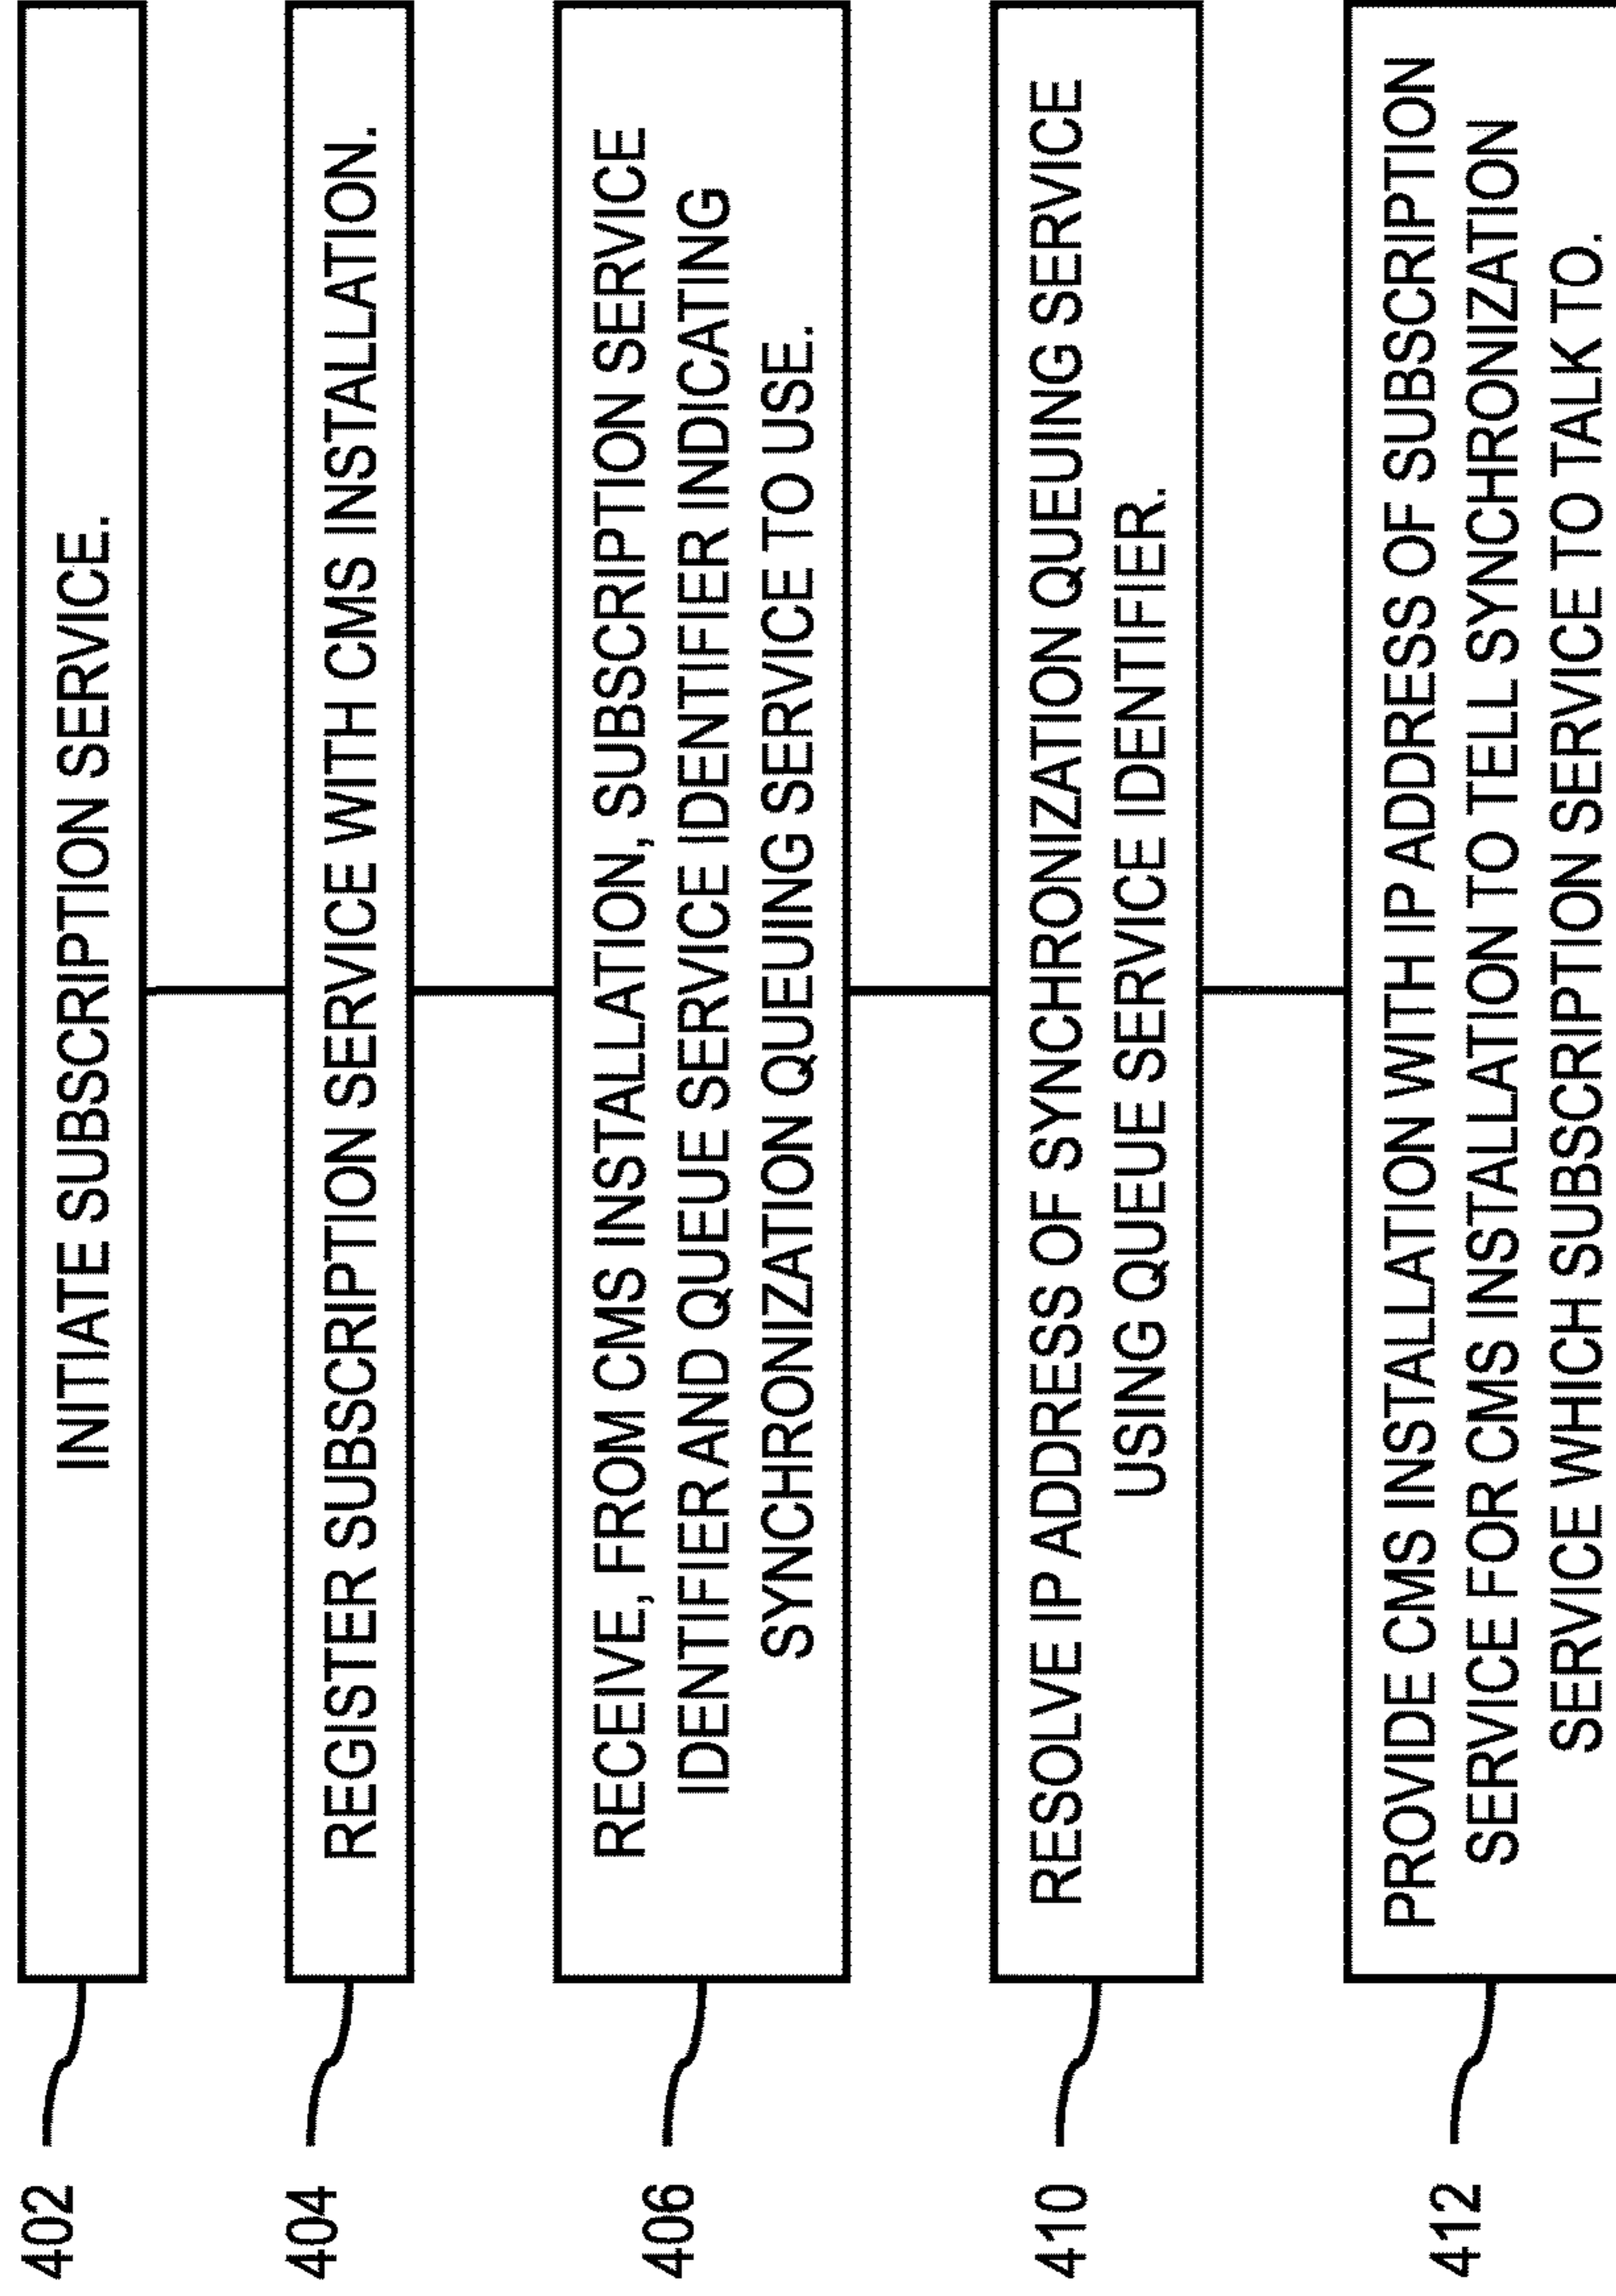 402
INITIATE SUBSCRIPTION SERVICE.
404
REGISTER SUBSCRIPTION SERVICE WITH CMS INSTALLATION.
406
RECEIVE, FROM CMS INSTALLATION, SUBSCRIPTION SERVICE
IDENTIFIER AND QUEUE SERVICE IDENTIFIER INDICATING
SYNCHRONIZATION QUEUING SERVICE TO USE.
410
RESOLVE IP ADDRESS OF SYNCHRONIZATION QUEUING SERVICE
USING QUEUE SERVICE IDENTIFIER.
412
PROVIDE CMS INSTALLATION WITH IP ADDRESS OF SUBSCRIPTION
SERVICE FOR CMS INSTALLATION TO TELL SYNCHRONIZATION
SERVICE WHICH SUBSCRIPTION SERVICE TO TALK TO.